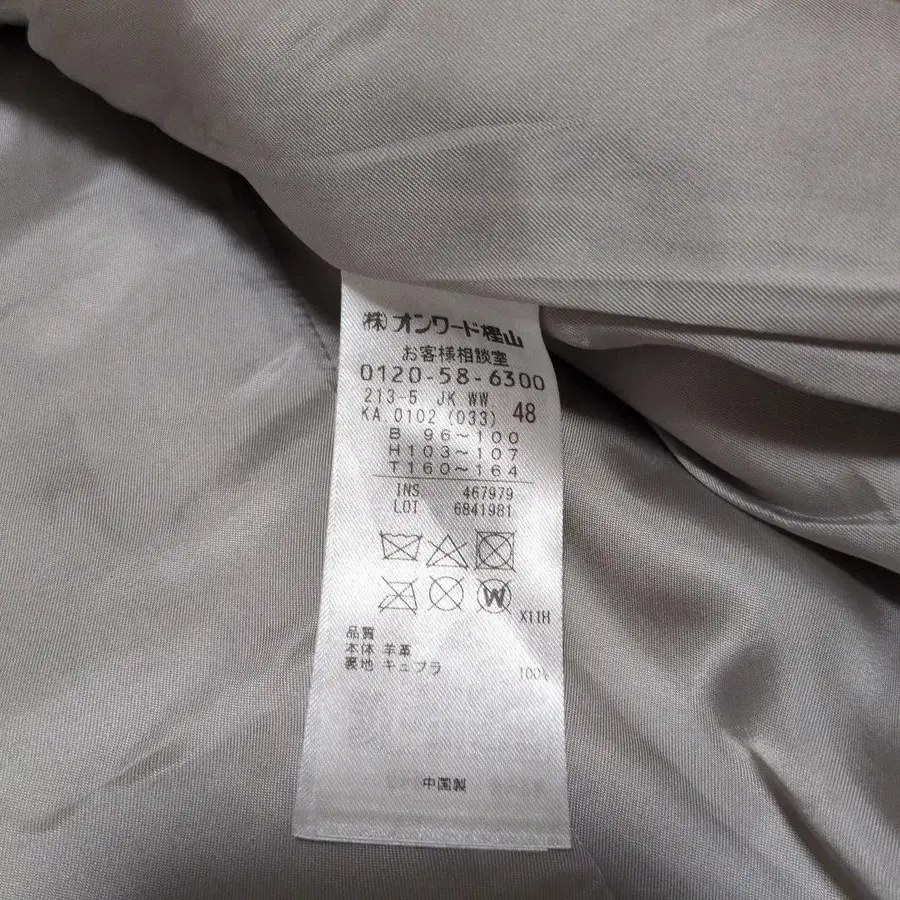 (株)オンワード樫山
お客様相談室
0120-58-6300
213-5 JK WW
KA 0102 (033) 48
B 96～100
H103～107
T160～164
INS. 467979
LOT 6841981
W
X11H
品質
本体 羊革
裏地 キュプラ 100%
中国製